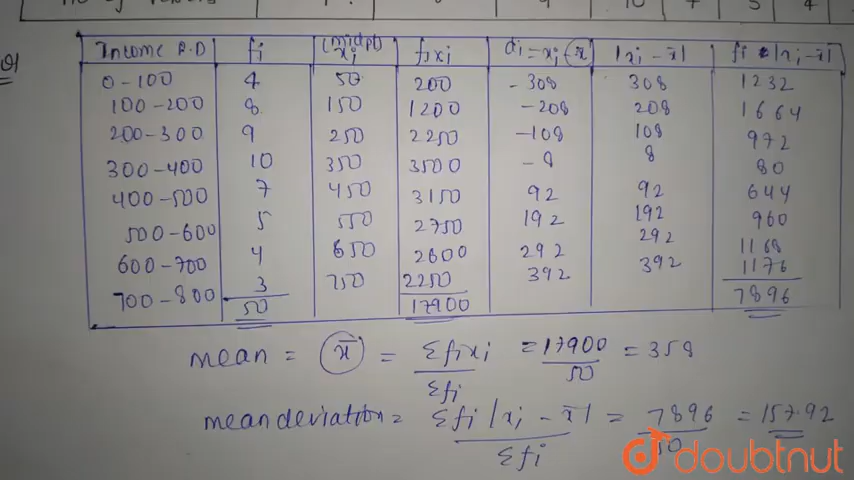 Income P.D fi (midpt) xi fixi di = xi - x̄ |xi - x̄| fi |xi - x̄|
0-100 4 50 200 -308 308 1232
100-200 8 150 1200 -208 208 1664
200-300 9 250 2250 -108 108 972
300-400 10 350 3500 -8 8 80
400-500 7 450 3150 92 92 644
500-600 5 550 2750 192 192 960
600-700 4 650 2600 292 292 1168
700-800 3 750 2250 392 392 1176
50 17900 7896
mean = x̄ = Σfixi / Σfi = 17900 / 50 = 358
mean deviation = Σfi |xi - x̄| / Σfi = 7896 / 50 = 157.92
doubtnut